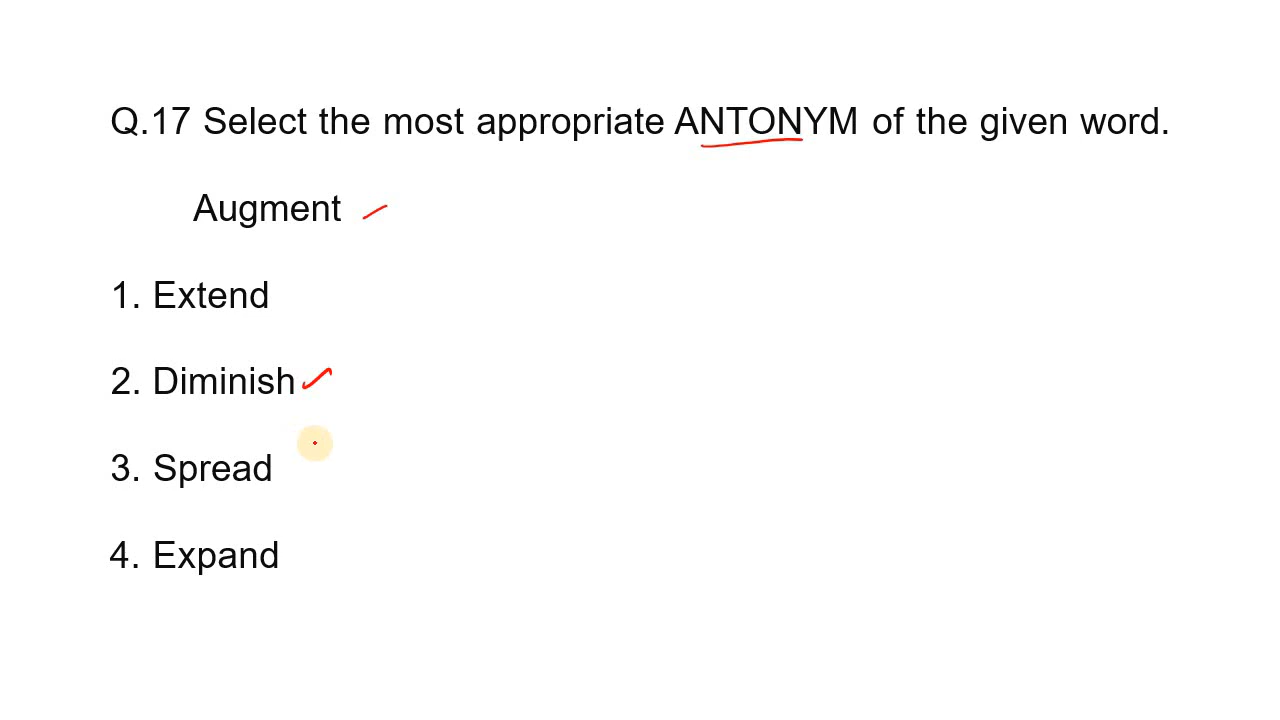 Q.17 Select the most appropriate ANTONYM of the given word.
Augment
1. Extend
2. Diminish
3. Spread
4. Expand